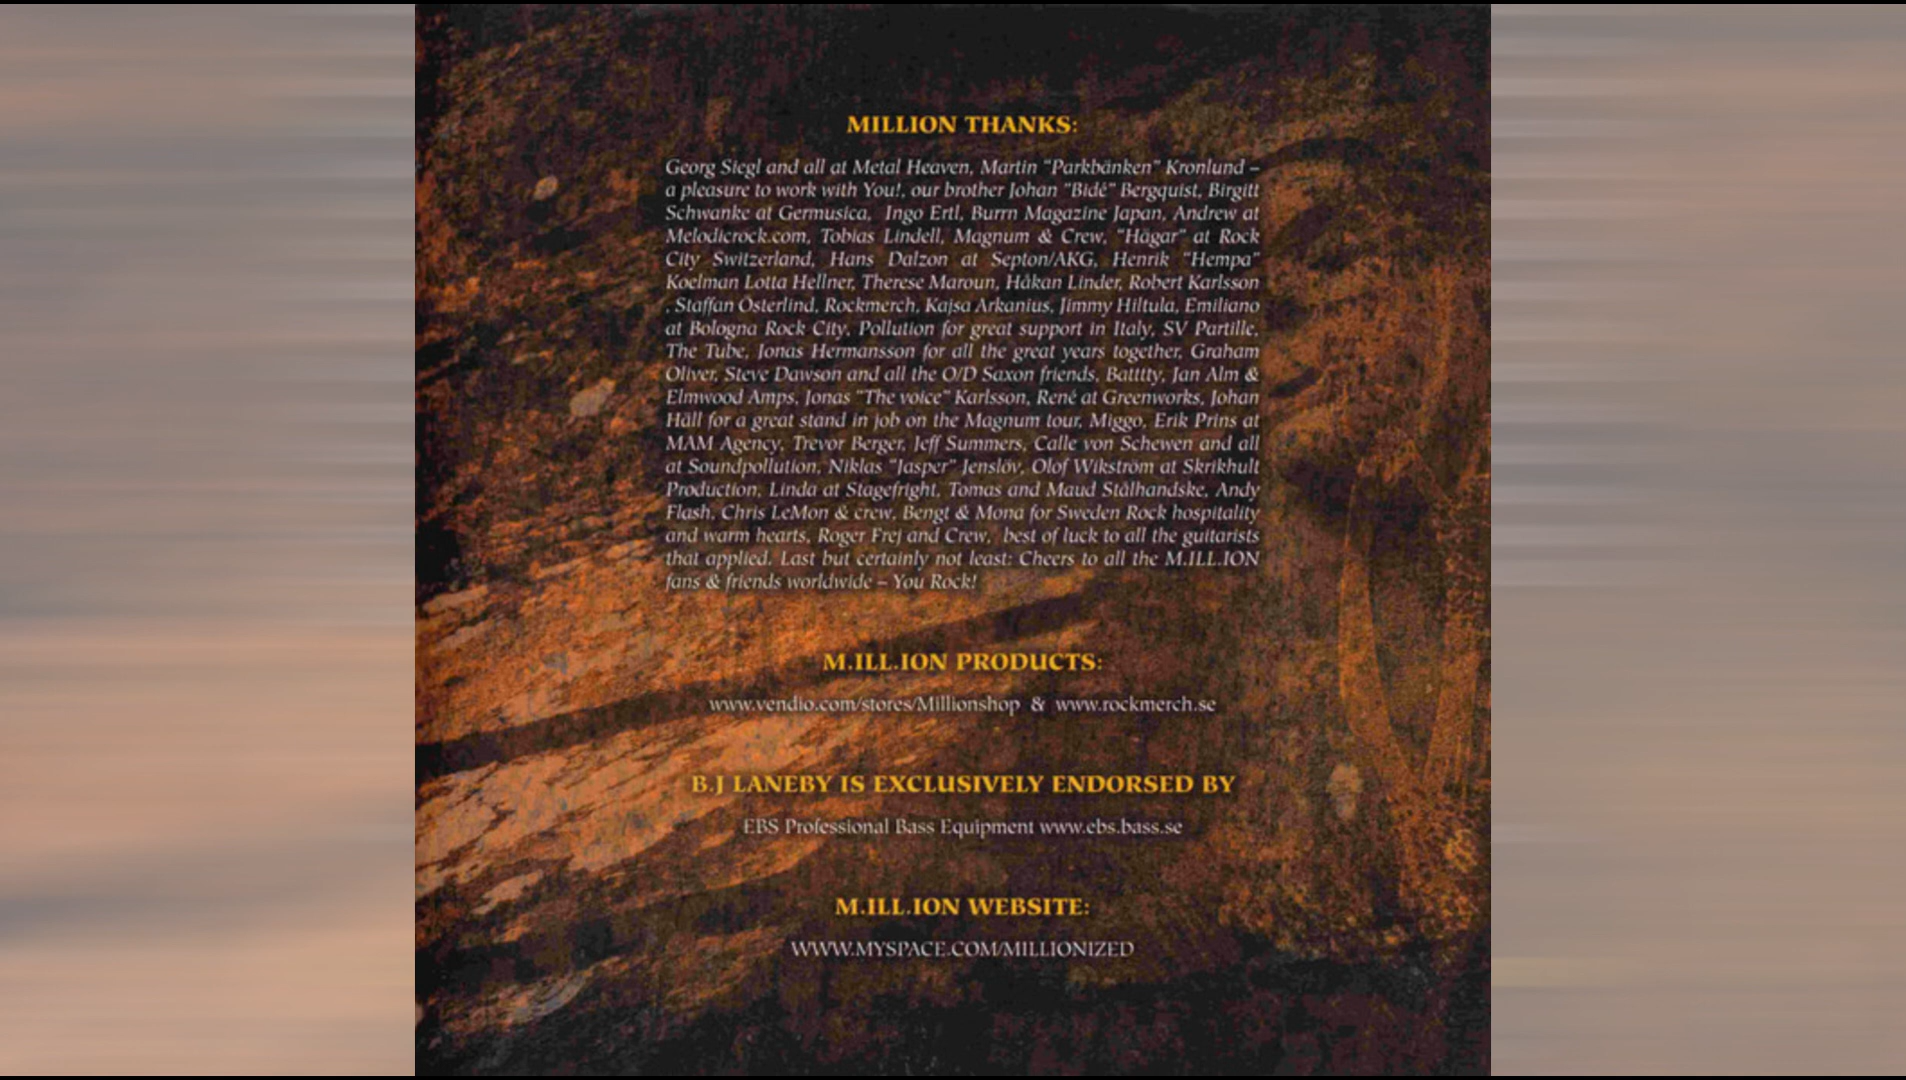 MILLION THANKS:
Georg Siegl and all at Metal Heaven, Martin "Parkbänken" Kronlund –
a pleasure to work with You!, our brother Johan "Bidé" Bergquist, Birgitt
Schwanke at Germusica, Ingo Ertl, Burrn Magazine Japan, Andrew at
Melodicrock.com, Tobias Lindell, Magnum & Crew, "Hägar" at Rock
City Switzerland, Hans Dalzon at Septon/AKG, Henrik "Hempa"
Koelman Lotta Hellner, Therese Maroun, Håkan Linder, Robert Karlsson
, Staffan Österlind, Rockmerch, Kajsa Arkanius, Jimmy Hiltula, Emiliano
at Bologna Rock City, Pollution for great support in Italy, SV Partille,
The Tube, Jonas Hermansson for all the great years together, Graham
Oliver, Steve Dawson and all the O/D Saxon friends, Batttty, Jan Alm &
Elmwood Amps, Jonas "The voice" Karlsson, René at Greenworks, Johan
Häll for a great stand in job on the Magnum tour, Miggo, Erik Prins at
MAM Agency, Trevor Berger, Jeff Summers, Calle von Schewen and all
at Soundpollution, Niklas "Jasper" Jenslöv, Olof Wikström at Skrikhult
Production, Linda at Stagefright, Tomas and Maud Stålhandske, Andy
Flash, Chris LeMon & crew, Bengt & Mona for Sweden Rock hospitality
and warm hearts, Roger Frej and Crew, best of luck to all the guitarists
that applied. Last but certainly not least: Cheers to all the M.ILL.ION
fans & friends worldwide – You Rock!
M.ILL.ION PRODUCTS:
www.vendio.com/stores/Millionshop & www.rockmerch.se
B.J LANEBY IS EXCLUSIVELY ENDORSED BY
EBS Professional Bass Equipment www.ebs.bass.se
M.ILL.ION WEBSITE:
WWW.MYSPACE.COM/MILLIONIZED